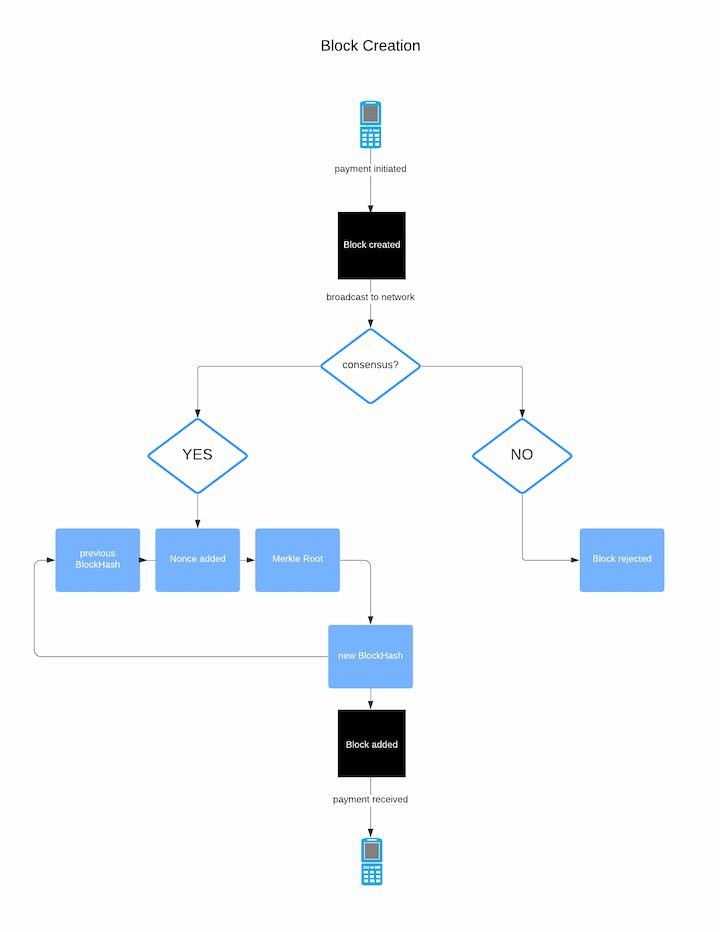 Block Creation
payment initiated
Block created
broadcast to network
consensus?
YES
NO
previous
BlockHash
Nonce added
Merkle Root
Block rejected
new BlockHash
Block added
payment received